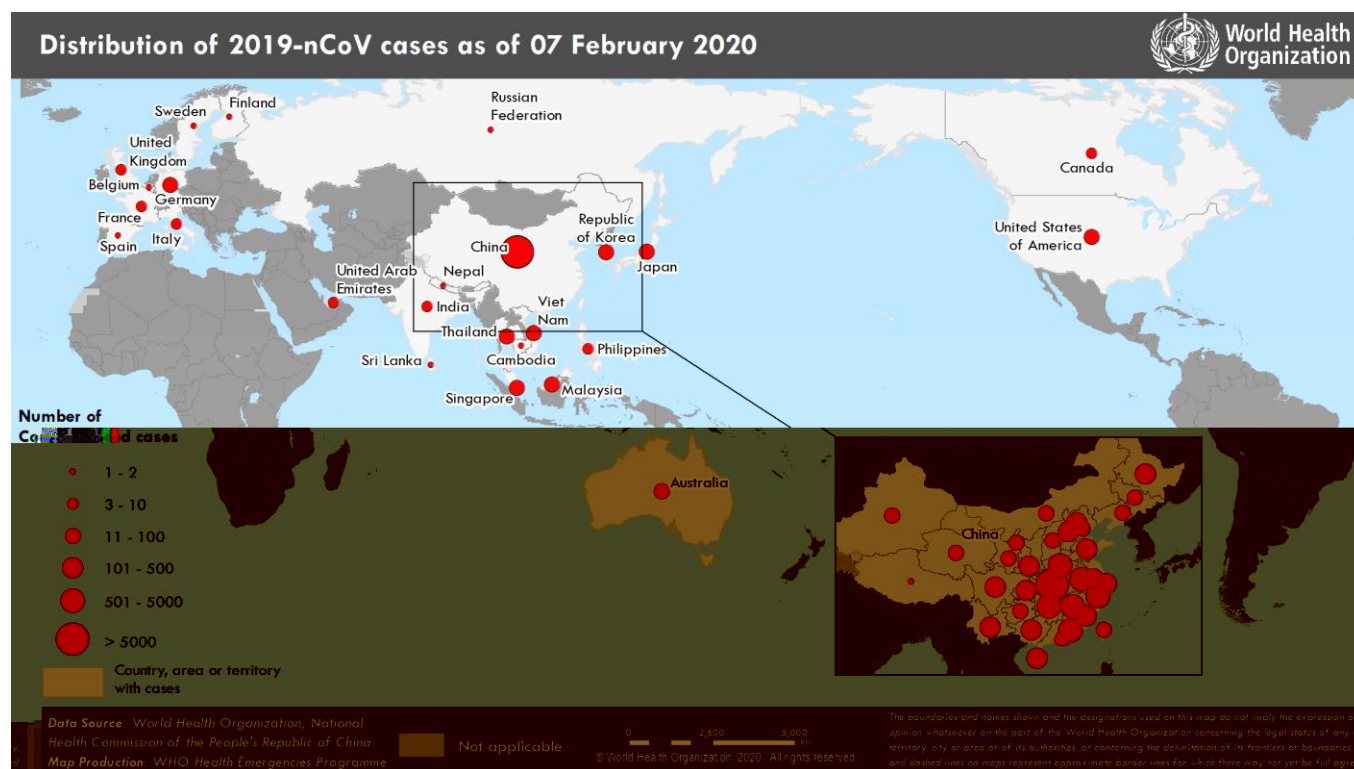 Distribution of 2019-nCoV cases as of 07 February 2020
World Health
Organization
Sweden
Finland
Russian
Federation
United
Kingdom
Belgium
Germany
France
Italy
Spain
Canada
United States
of America
Republic
of Korea
China
Japan
United Arab
Emirates
Nepal
India
Viet
Nam
Thailand
Cambodia
Philippines
Sri Lanka
Singapore
Malaysia
Number of
cases
1 - 2
3 - 10
11 - 100
101 - 500
501 - 5000
> 5000
Country, area or territory
with cases
Australia
China
Data Source: World Health Organization, National
Health Commission of the People's Republic of China
Map Production: WHO Health Emergencies Programme
Not applicable
0 2,500 5,000
km
© World Health Organization 2020. All rights reserved
The boundaries and names shown and the designations used on this map do not imply the expression
opinion whatsoever on the part of the World Health Organization concerning the legal status of any
territory, city or area or of its authorities, or concerning the delimitation of its frontiers or boundaries
and dashed lines on maps represent approximate border lines for which there may not yet be full